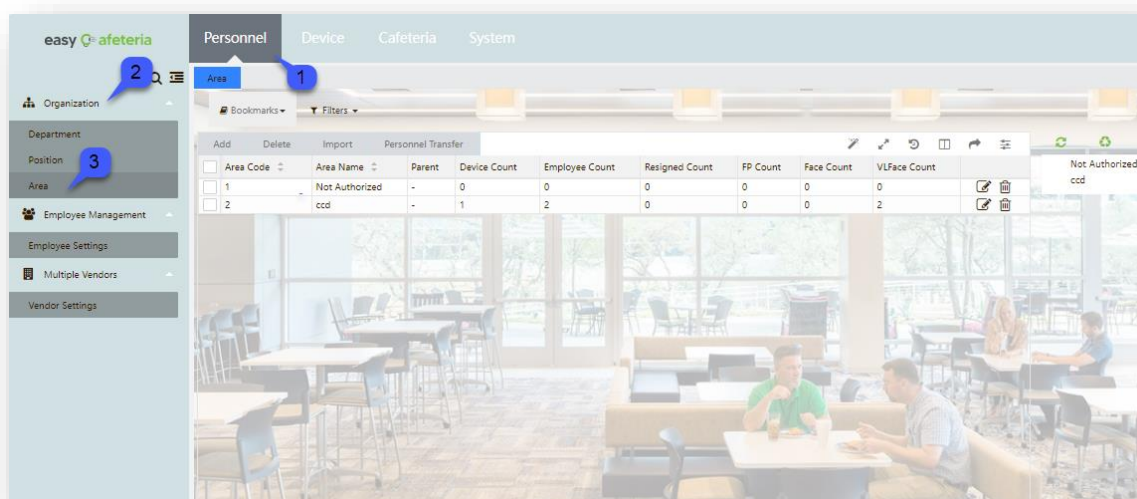 easy Cafeteria
Personnel Device Cafeteria System
2
1
Area
Organization
Bookmarks Filters
Department
Add Delete Import Personnel Transfer
Position
3
Area Code Area Name Parent Device Count Employee Count Resigned Count FP Count Face Count VLFace Count
Not Authorized
Area
1 Not Authorized - 0 0 0 0 0 0
ccd
2 ccd - 1 2 0 0 0 2
Employee Management
Employee Settings
Multiple Vendors
Vendor Settings